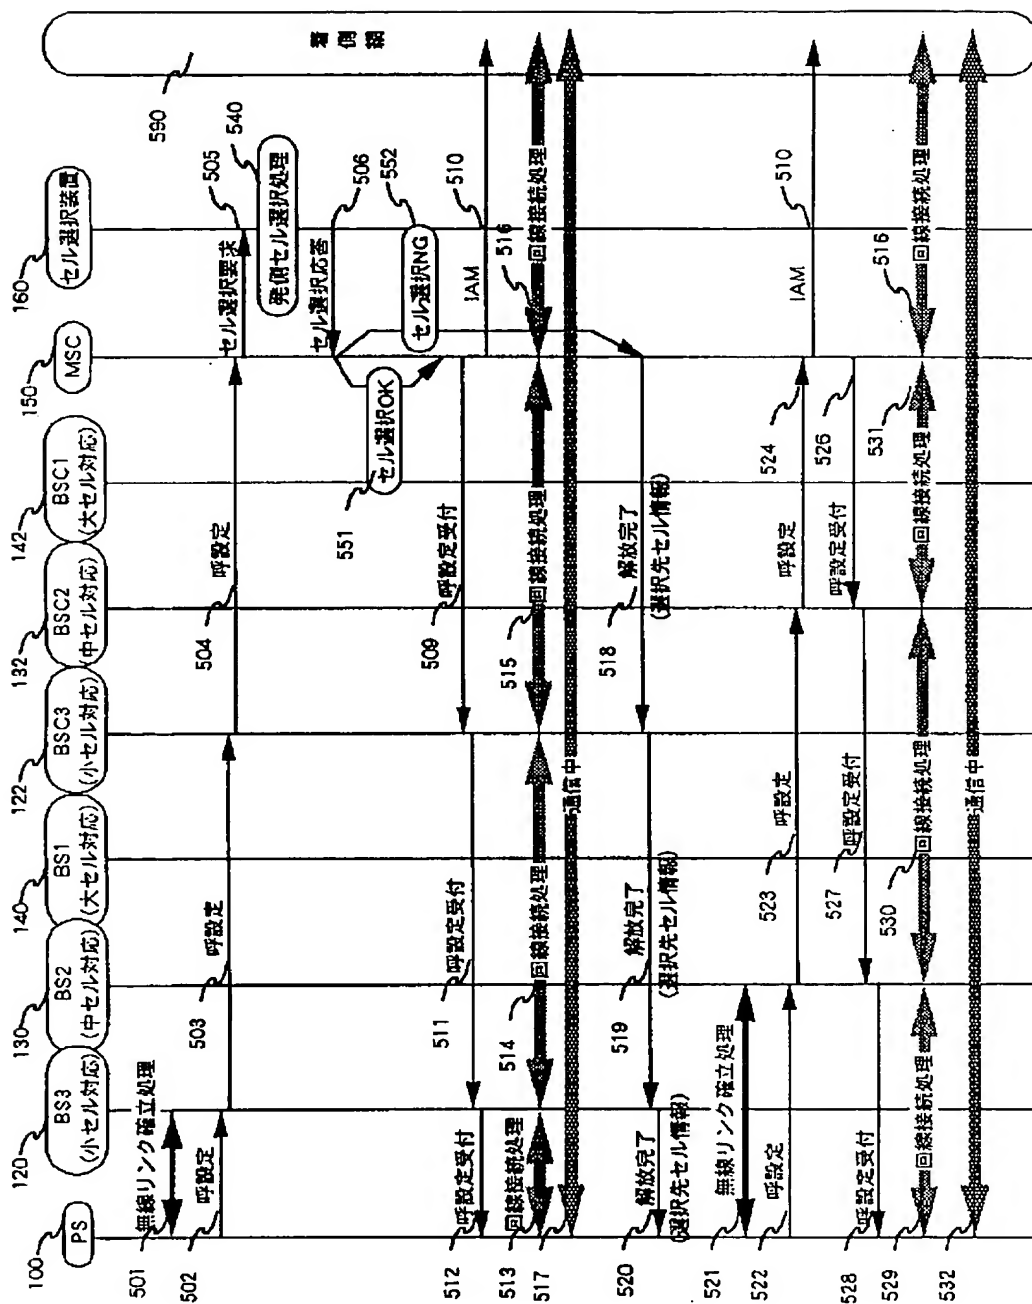 100
PS
120
BS3
(小セル対応)
130
BS2
(中セル対応)
140
BS1
(大セル対応)
122
BSC3
(小セル対応)
132
BSC2
(中セル対応)
142
BSC1
(大セル対応)
150
MSC
160
セル選択装置
590
着側網
501
無線リンク確立処理
502
呼設定
503
呼設定
504
呼設定
505
セル選択要求
540
発側セル選択処理
506
セル選択応答
551
セル選択OK
552
セル選択NG
509
呼設定受付
510
IAM
511
呼設定受付
512
呼設定受付
513
回線接続処理
514
回線接続処理
515
回線接続処理
516
回線接続処理
517
通信中
518
解放完了
(選択先セル情報)
519
解放完了
(選択先セル情報)
520
解放完了
(選択先セル情報)
521
無線リンク確立処理
522
呼設定
523
呼設定
524
呼設定
510
IAM
526
呼設定受付
527
呼設定受付
528
呼設定受付
529
回線接続処理
530
回線接続処理
531
回線接続処理
516
回線接続処理
532
通信中